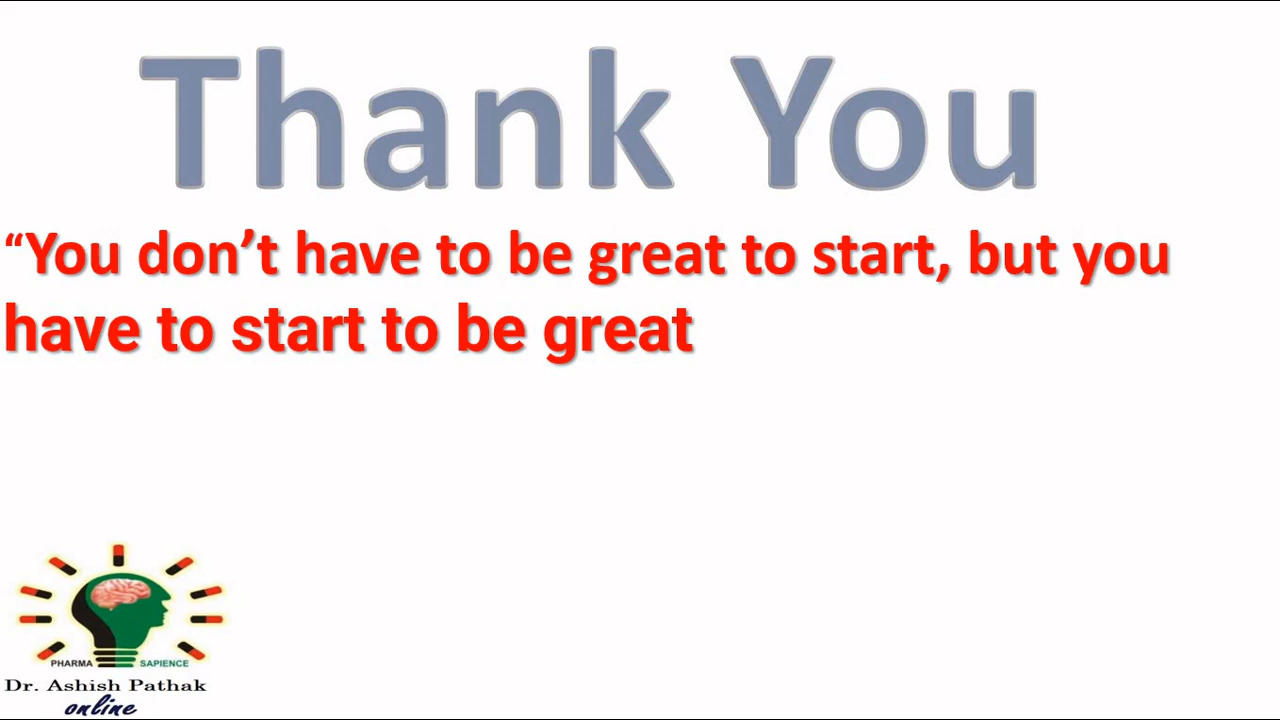 Thank You
“You don’t have to be great to start, but you
have to start to be great
PHARMA SAPIENCE
Dr. Ashish Pathak
online